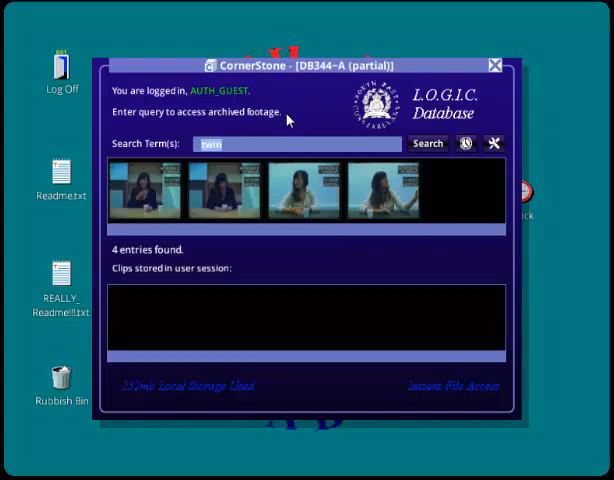 CornerStone - [DB344~A (partial)]
You are logged in, AUTH_GUEST.
Enter query to access archived footage.
L.O.G.I.C.
Database
Search Term(s):
twin
Search
4 entries found.
Clips stored in user session:
232mb Local Storage Used
Instant File Access
Log Off
Readme.txt
REALLY_
Readme!!!.txt
Rubbish Bin